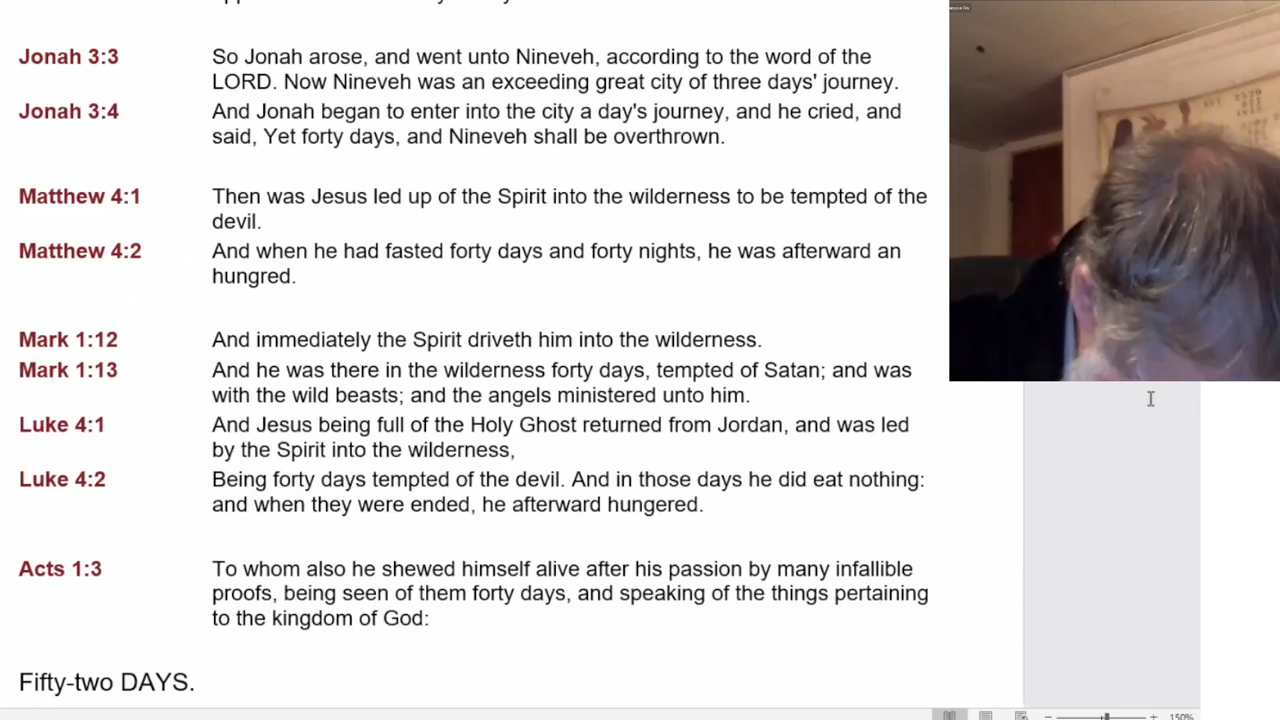 Jonah 3:3 So Jonah arose, and went unto Nineveh, according to the word of the
LORD. Now Nineveh was an exceeding great city of three days' journey.
Jonah 3:4 And Jonah began to enter into the city a day's journey, and he cried, and
said, Yet forty days, and Nineveh shall be overthrown.
Matthew 4:1 Then was Jesus led up of the Spirit into the wilderness to be tempted of the
devil.
Matthew 4:2 And when he had fasted forty days and forty nights, he was afterward an
hungred.
Mark 1:12 And immediately the Spirit driveth him into the wilderness.
Mark 1:13 And he was there in the wilderness forty days, tempted of Satan; and was
with the wild beasts; and the angels ministered unto him.
Luke 4:1 And Jesus being full of the Holy Ghost returned from Jordan, and was led
by the Spirit into the wilderness,
Luke 4:2 Being forty days tempted of the devil. And in those days he did eat nothing:
and when they were ended, he afterward hungered.
Acts 1:3 To whom also he shewed himself alive after his passion by many infallible
proofs, being seen of them forty days, and speaking of the things pertaining
to the kingdom of God:
Fifty-two DAYS.
150%